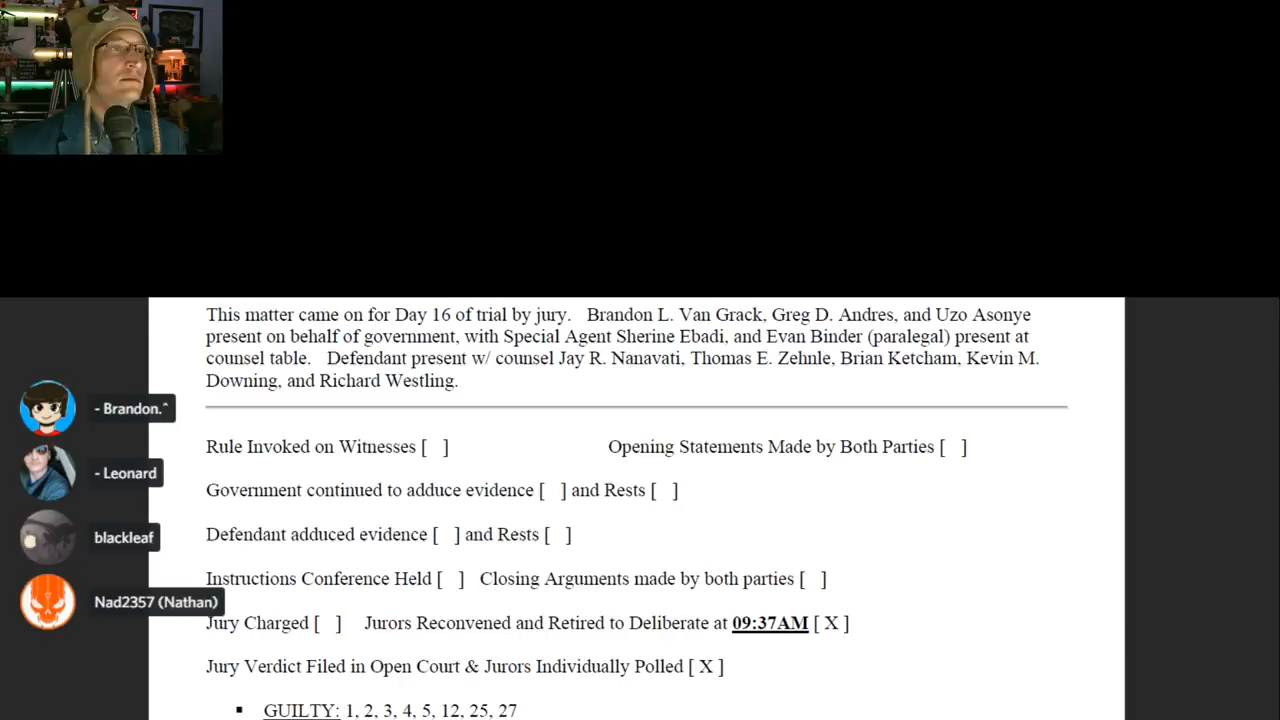 This matter came on for Day 16 of trial by jury. Brandon L. Van Grack, Greg D. Andres, and Uzo Asonye
present on behalf of government, with Special Agent Sherine Ebadi, and Evan Binder (paralegal) present at
counsel table. Defendant present w/ counsel Jay R. Nanavati, Thomas E. Zehnle, Brian Ketcham, Kevin M.
Downing, and Richard Westling.
- Brandon.^
Rule Invoked on Witnesses [ ] Opening Statements Made by Both Parties [ ]
- Leonard
Government continued to adduce evidence [ ] and Rests [ ]
blackleaf
Defendant adduced evidence [ ] and Rests [ ]
Instructions Conference Held [ ] Closing Arguments made by both parties [ ]
Nad2357 (Nathan)
Jury Charged [ ] Jurors Reconvened and Retired to Deliberate at 09:37AM [ X ]
Jury Verdict Filed in Open Court & Jurors Individually Polled [ X ]
▪ GUILTY: 1, 2, 3, 4, 5, 12, 25, 27